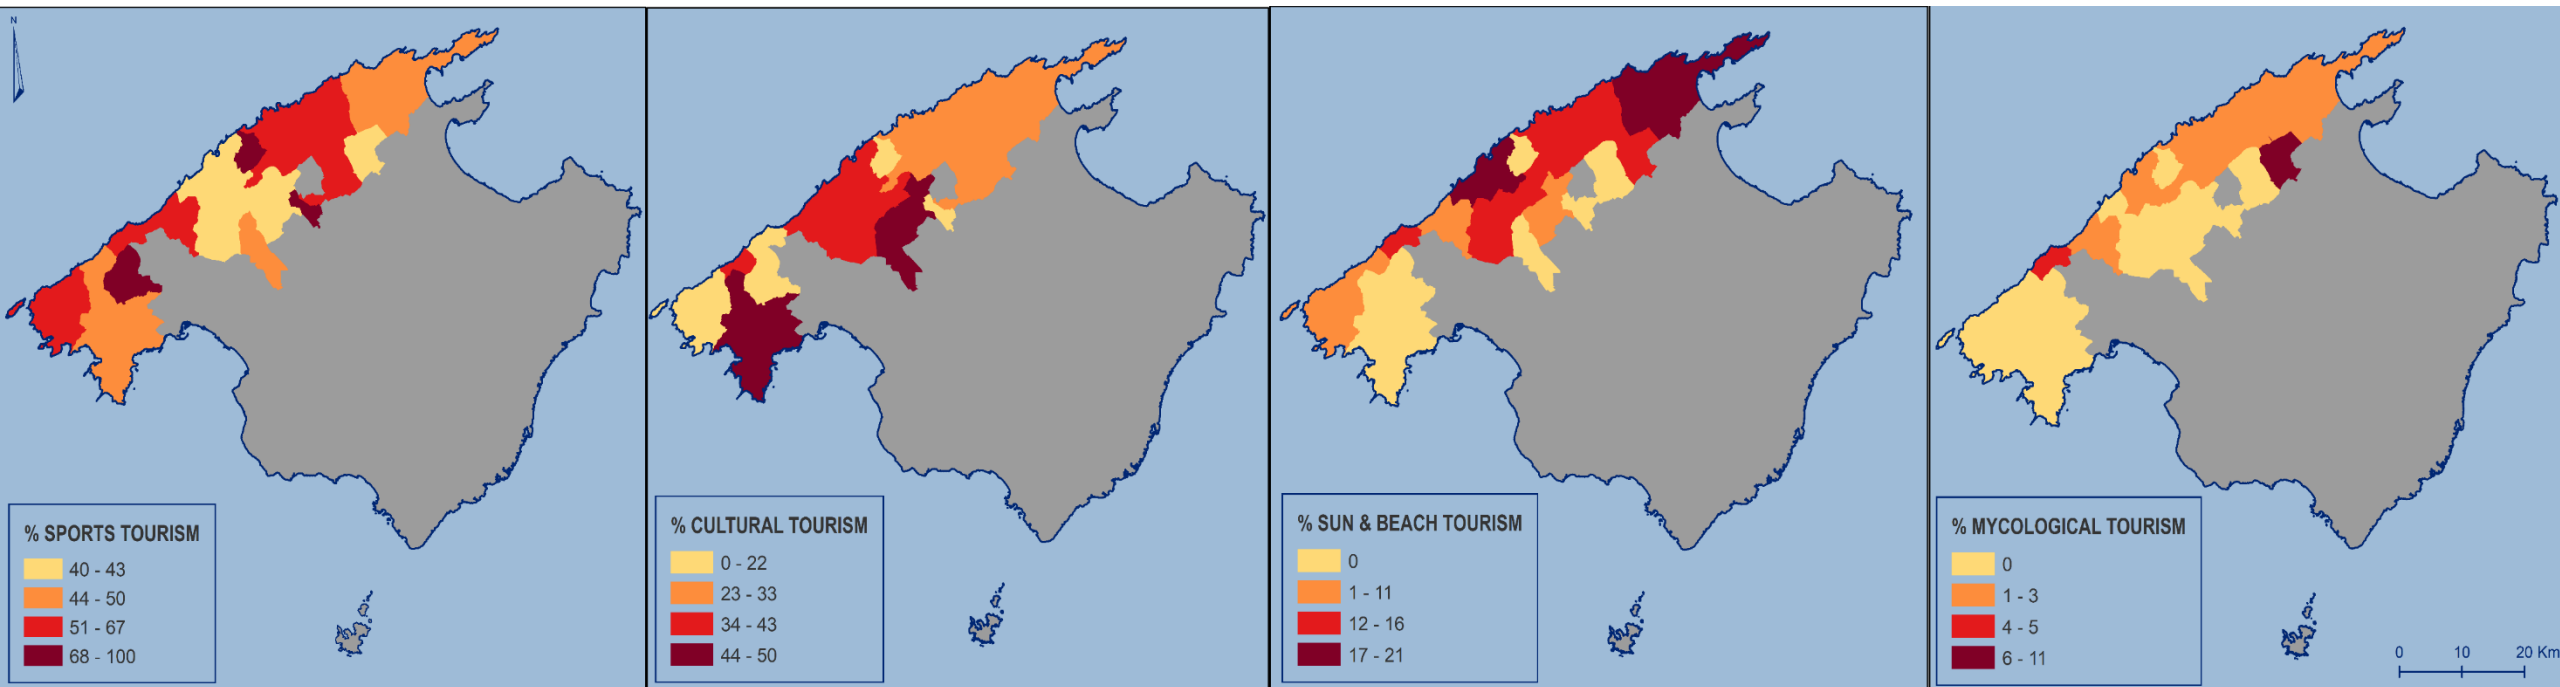 N
% SPORTS TOURISM
40 - 43
44 - 50
51 - 67
68 - 100
% CULTURAL TOURISM
0 - 22
23 - 33
34 - 43
44 - 50
% SUN & BEACH TOURISM
0
1 - 11
12 - 16
17 - 21
% MYCOLOGICAL TOURISM
0
1 - 3
4 - 5
6 - 11
0 10 20 Km